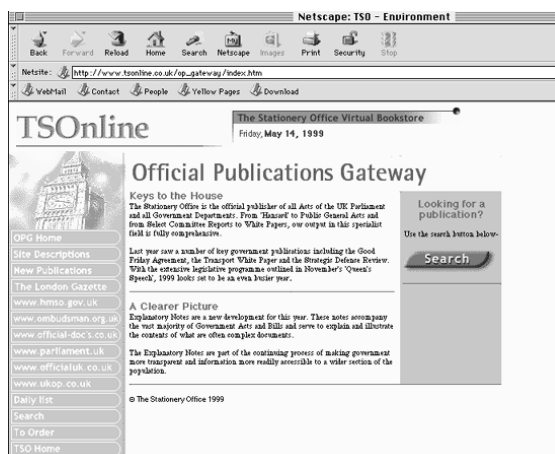 Netscape: TSO - Environment
Back Forward Reload Home Search Netscape Images Print Security Stop
Netsite: http://www.tsonline.co.uk/op_gateway/index.htm
WebMail Contact People Yellow Pages Download
TSOnline
The Stationery Office Virtual Bookstore
Friday, May 14, 1999
Official Publications Gateway
Keys to the House
The Stationery Office is the official publisher of all Acts of the UK Parliament
and all Government Departments. From 'Hansard' to Public General Acts and
from Select Committee Reports to White Papers, our output in this specialist
field is fully comprehensive.
Last year saw a number of key government publications including the Good
Friday Agreement, the Transport White Paper and the Strategic Defense Review.
With the extensive legislative programme outlined in November's 'Queen's
Speech', 1999 looks set to be an even busier year.
A Clearer Picture
Explanatory Notes are a new development for this year. These notes accompany
the vast majority of Government Acts and Bills and serve to explain and illustrate
the contents of what are often complex documents.
The Explanatory Notes are part of the continuing process of making government
more transparent and information more readily accessible to a wider section of the
population.
© The Stationery Office 1999
Looking for a
publication?
Use the search button below-
Search
OPG Home
Site Descriptions
New Publications
The London Gazette
www.hmso.gov.uk
www.ombudsman.org.uk
www.official-docs.co.uk
www.parliament.uk
www.officialuk.co.uk
www.ukop.co.uk
Daily list
Search
To Order
TSO Home